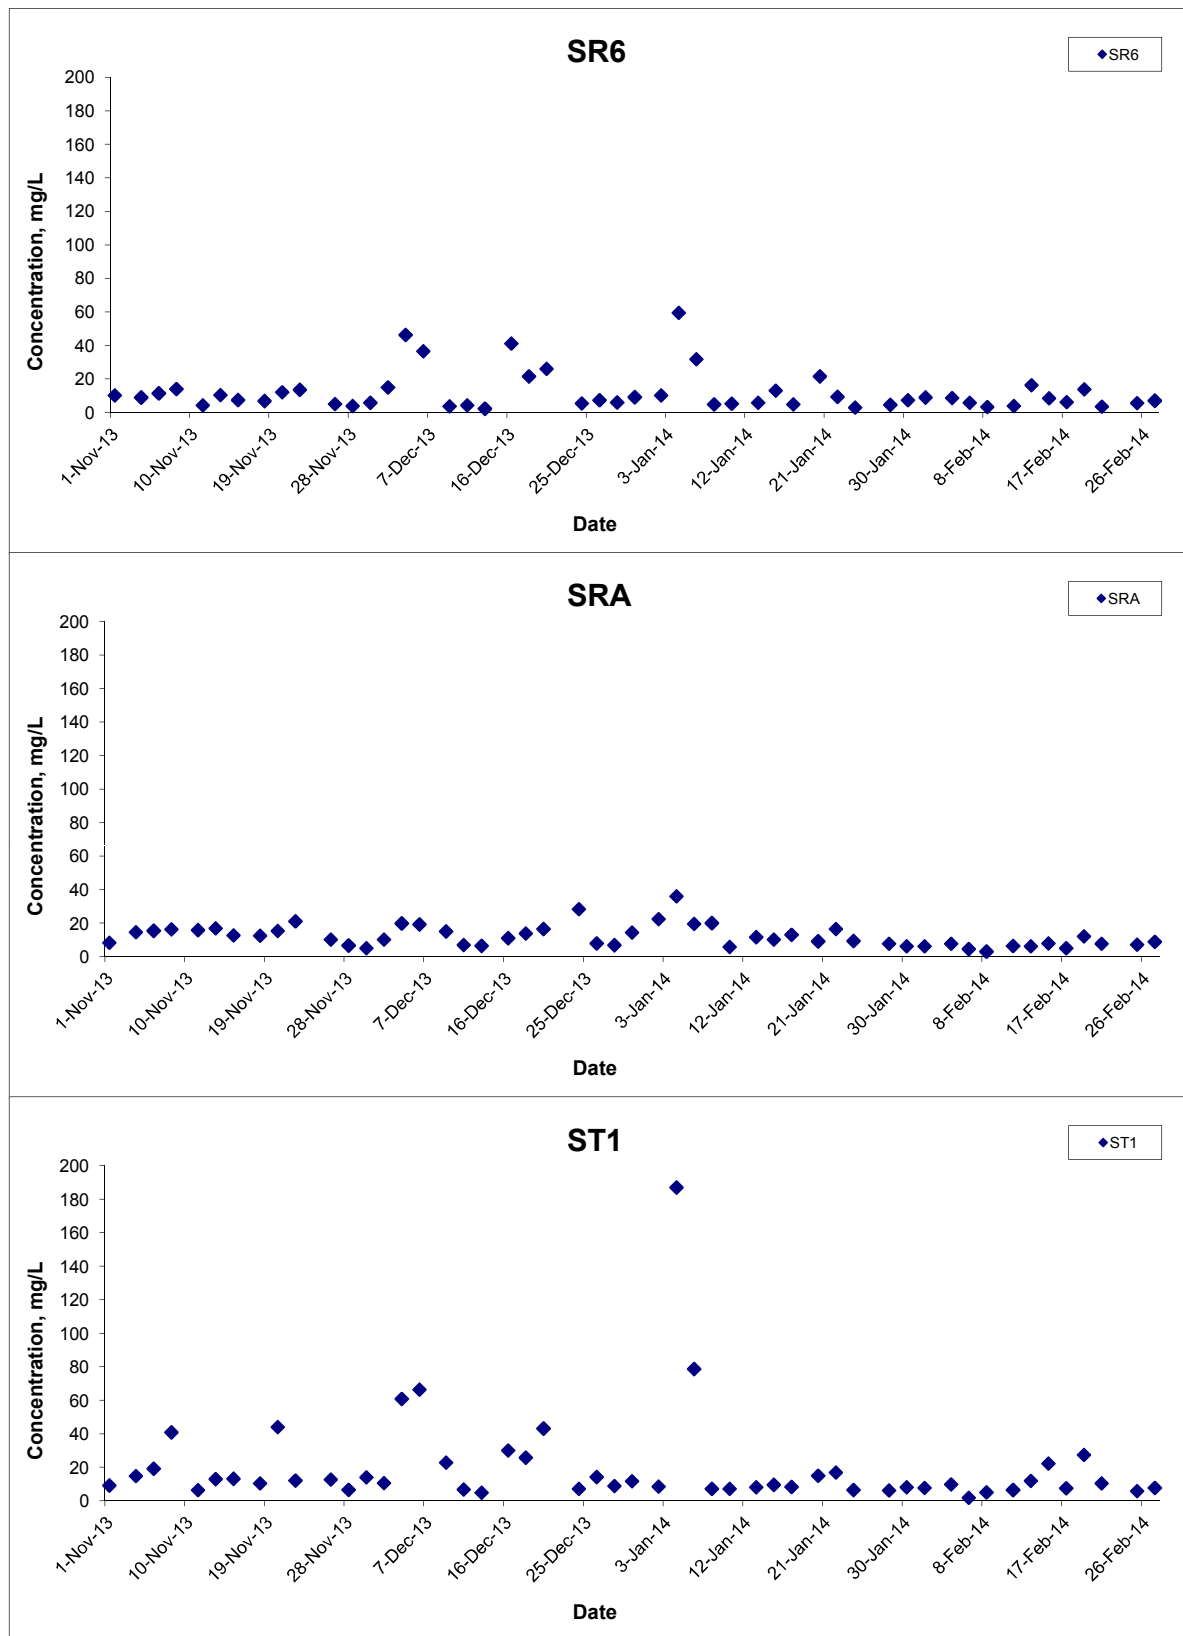 SR6
SR6
200
180
160
140
120
100
80
60
40
20
0
Concentration, mg/L
1-Nov-13
10-Nov-13
19-Nov-13
28-Nov-13
7-Dec-13
16-Dec-13
25-Dec-13
3-Jan-14
12-Jan-14
21-Jan-14
30-Jan-14
8-Feb-14
17-Feb-14
26-Feb-14
Date
SRA
SRA
200
180
160
140
120
100
80
60
40
20
0
Concentration, mg/L
1-Nov-13
10-Nov-13
19-Nov-13
28-Nov-13
7-Dec-13
16-Dec-13
25-Dec-13
3-Jan-14
12-Jan-14
21-Jan-14
30-Jan-14
8-Feb-14
17-Feb-14
26-Feb-14
Date
ST1
ST1
200
180
160
140
120
100
80
60
40
20
0
Concentration, mg/L
1-Nov-13
10-Nov-13
19-Nov-13
28-Nov-13
7-Dec-13
16-Dec-13
25-Dec-13
3-Jan-14
12-Jan-14
21-Jan-14
30-Jan-14
8-Feb-14
17-Feb-14
26-Feb-14
Date